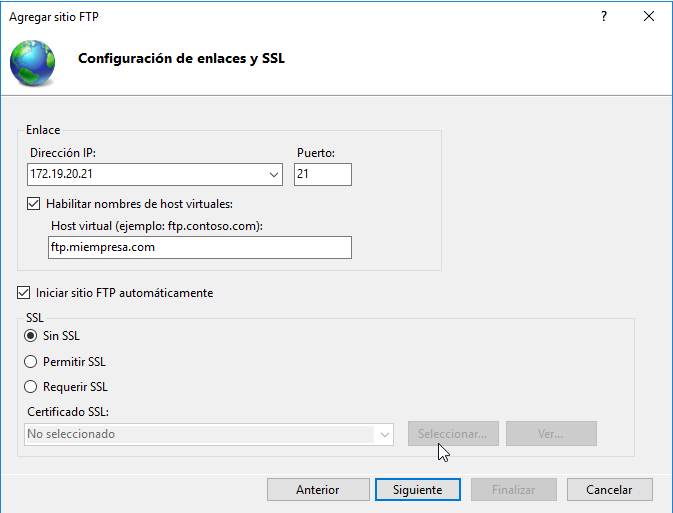 Agregar sitio FTP
?
Configuración de enlaces y SSL
Enlace
Dirección IP:
Puerto:
172.19.20.21
21
Habilitar nombres de host virtuales:
Host virtual (ejemplo: ftp.contoso.com):
ftp.miempresa.com
Iniciar sitio FTP automáticamente
SSL
Sin SSL
Permitir SSL
Requerir SSL
Certificado SSL:
No seleccionado
Seleccionar...
Ver...
Anterior
Siguiente
Finalizar
Cancelar